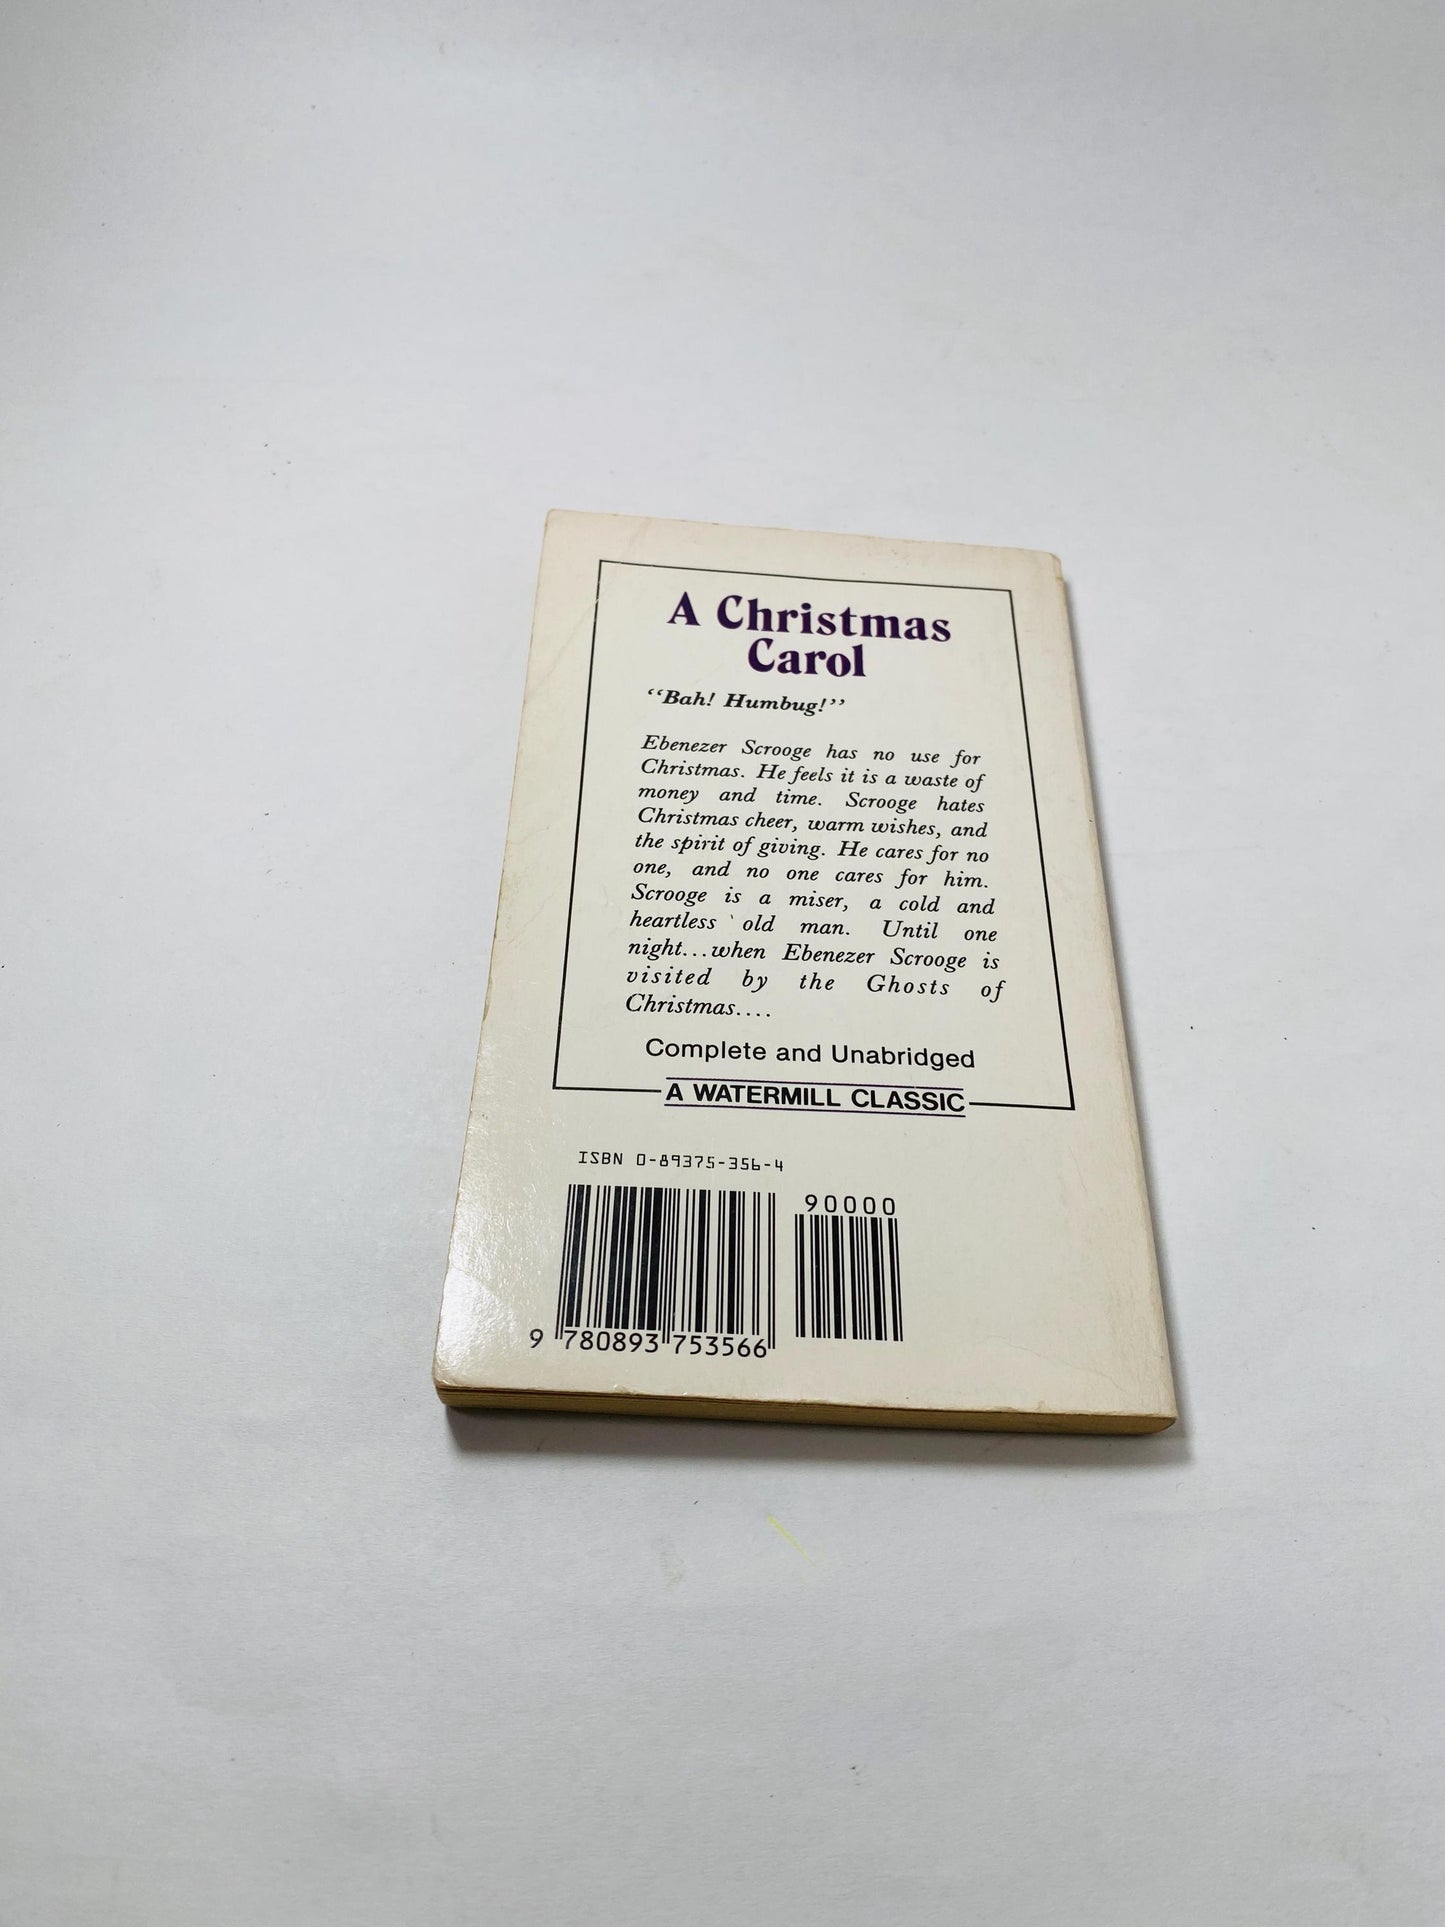 A Christmas
Carol
“Bah! Humbug!”
Ebenezer Scrooge has no use for
Christmas. He feels it is a waste of
money and time. Scrooge hates
Christmas cheer, warm wishes, and
the spirit of giving. He cares for no
one, and no one cares for him.
Scrooge is a miser, a cold and
heartless old man. Until one
night...when Ebenezer Scrooge is
visited by the Ghosts of
Christmas....
Complete and Unabridged
A WATERMILL CLASSIC
ISBN 0-89375-356-4
90000
9 780893 753566